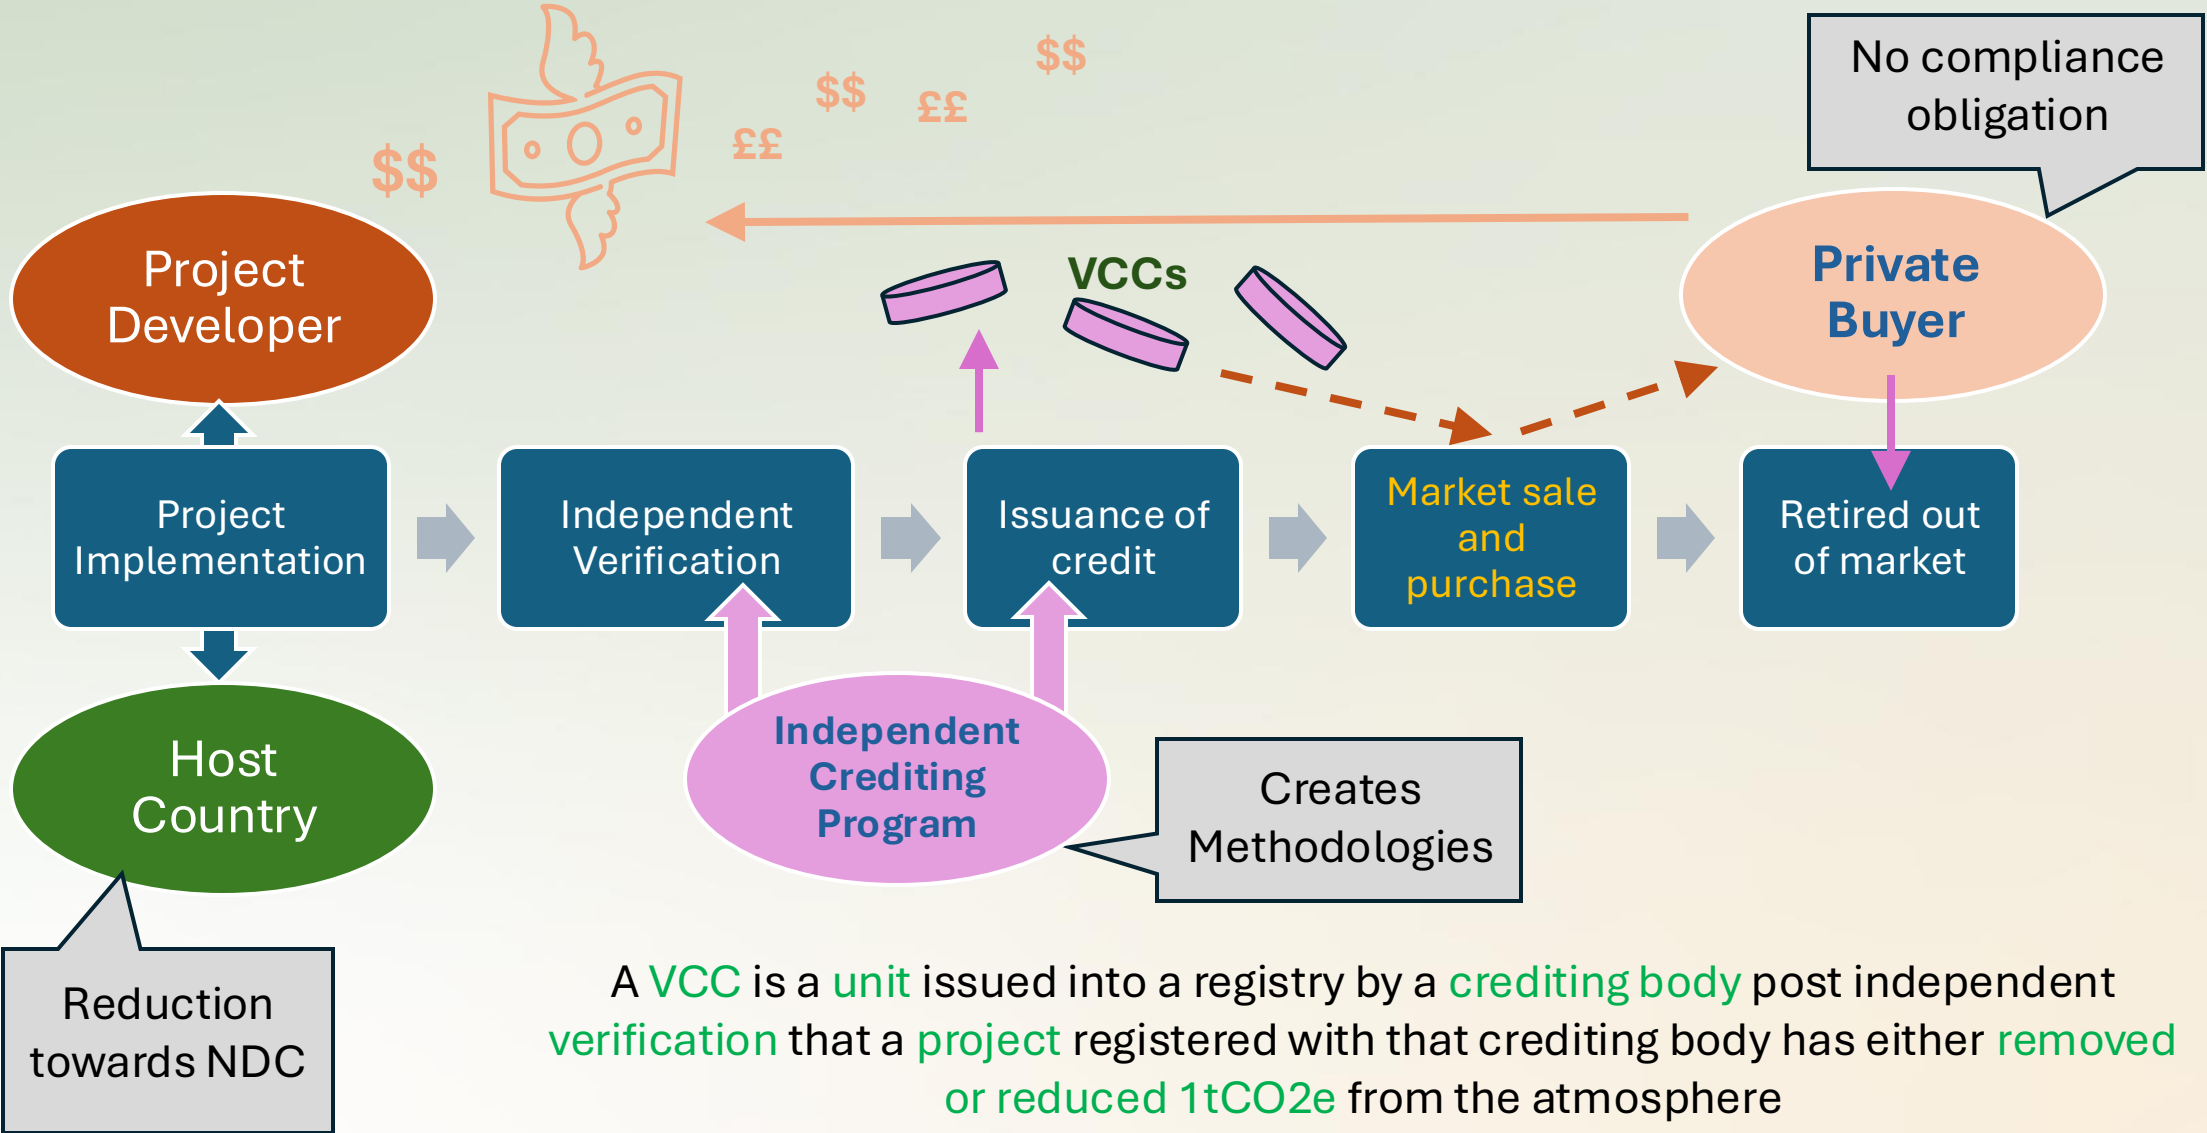 $$
$$
££
££
$$
No compliance
obligation
Project
Developer
VCCs
Private
Buyer
Project
Implementation
Independent
Verification
Issuance of
credit
Market sale
and
purchase
Retired out
of market
Host
Country
Independent
Crediting
Program
Creates
Methodologies
Reduction
towards NDC
A VCC is a unit issued into a registry by a crediting body post independent
verification that a project registered with that crediting body has either removed
or reduced 1tCO2e from the atmosphere